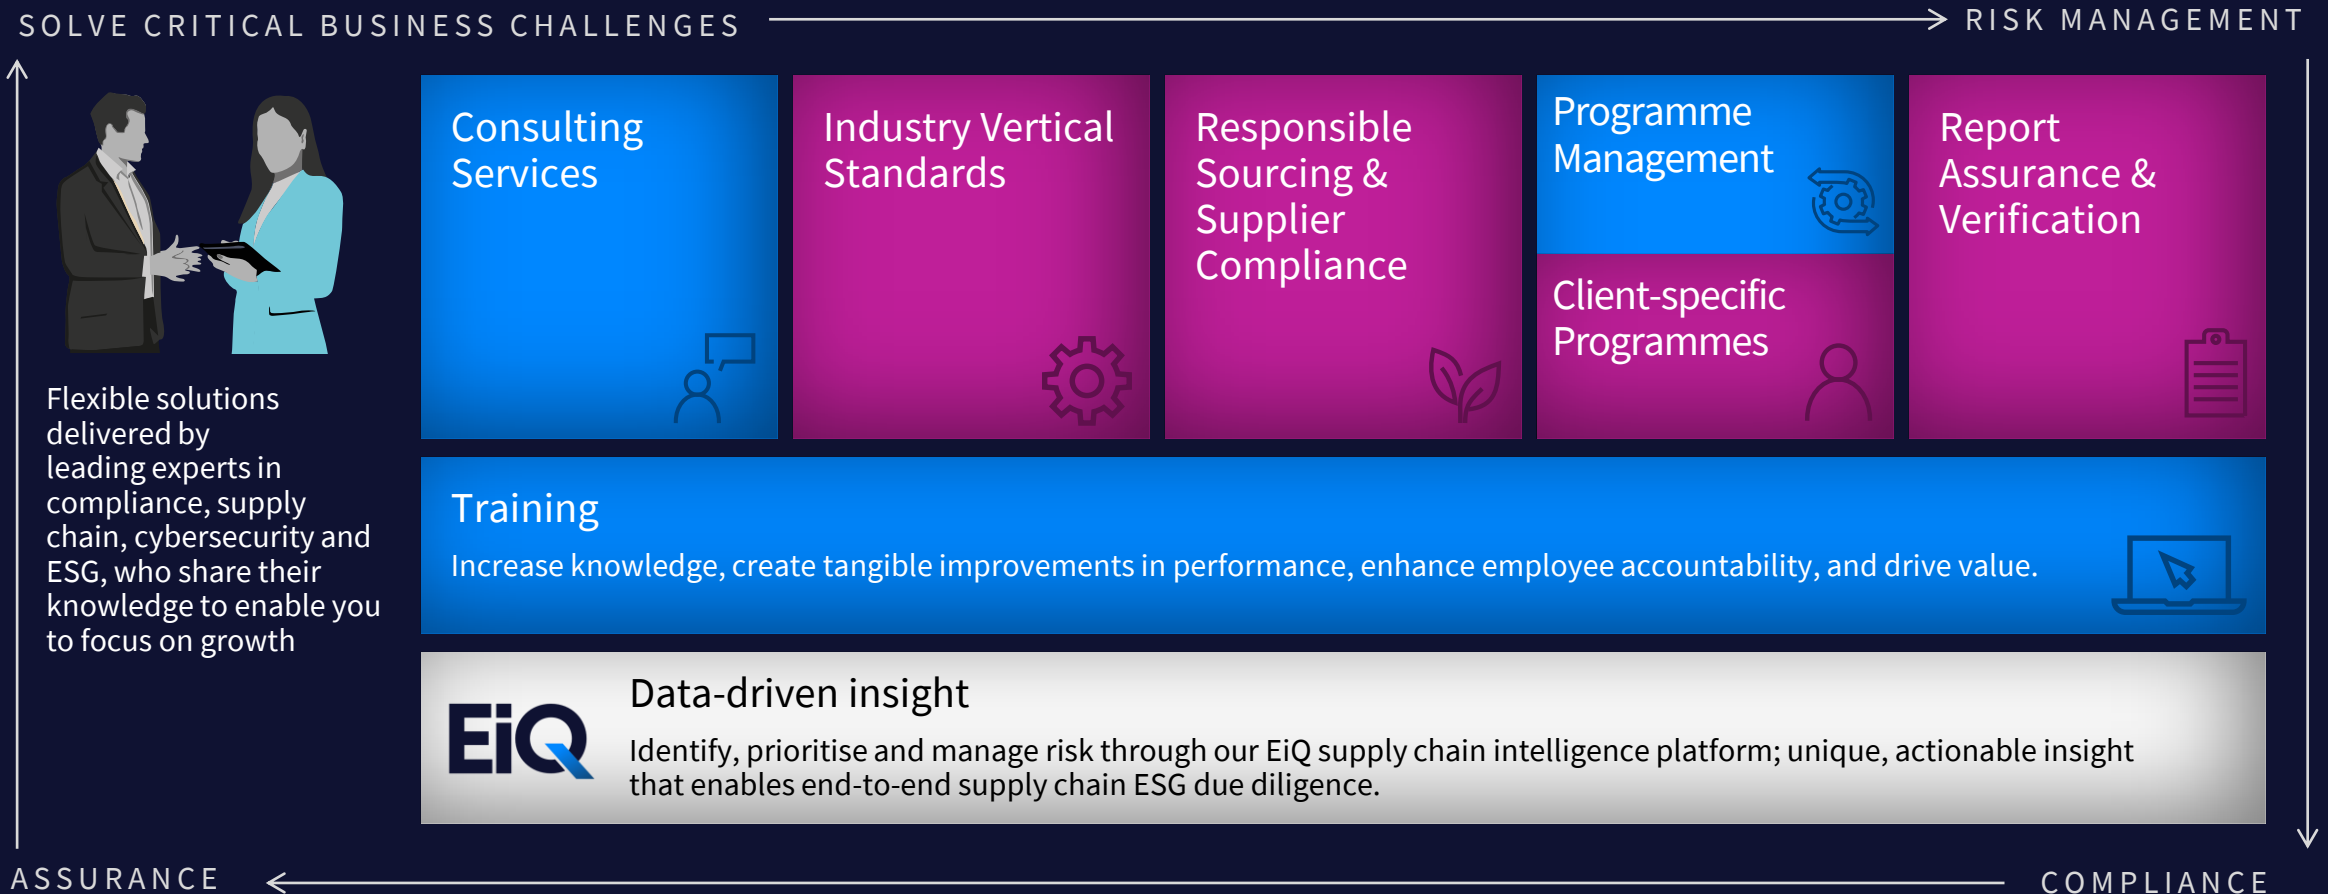 SOLVE CRITICAL BUSINESS CHALLENGES
RISK MANAGEMENT
Flexible solutions
delivered by
leading experts in
compliance, supply
chain, cybersecurity and
ESG, who share their
knowledge to enable you
to focus on growth
Consulting
Services
Industry Vertical
Standards
Responsible
Sourcing &
Supplier
Compliance
Programme
Management
Client-specific
Programmes
Report
Assurance &
Verification
Training
Increase knowledge, create tangible improvements in performance, enhance employee accountability, and drive value.
EiQ
Data-driven insight
Identify, prioritise and manage risk through our EiQ supply chain intelligence platform; unique, actionable insight
that enables end-to-end supply chain ESG due diligence.
ASSURANCE
COMPLIANCE